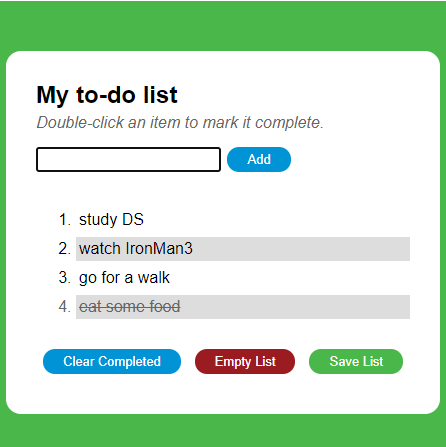 My to-do list
Double-click an item to mark it complete.
Add
1. study DS
2. watch IronMan3
3. go for a walk
4. eat some food
Clear Completed Empty List Save List